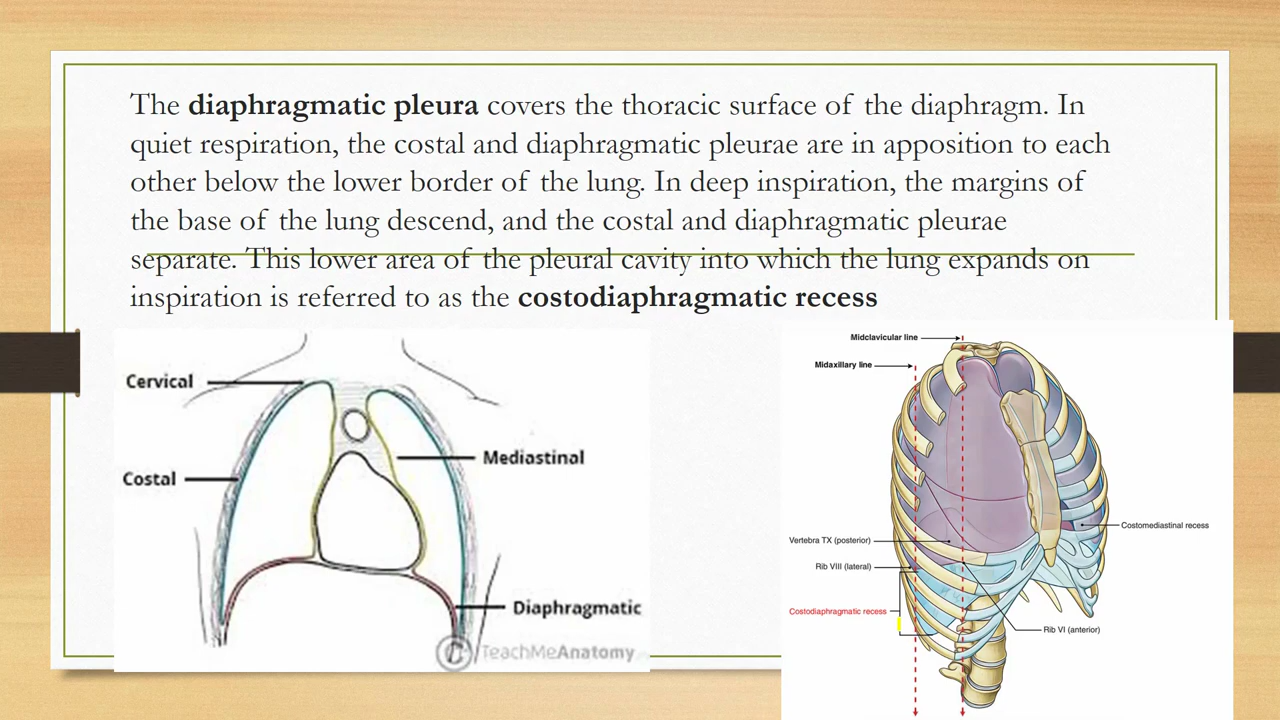 The diaphragmatic pleura covers the thoracic surface of the diaphragm. In
quiet respiration, the costal and diaphragmatic pleurae are in apposition to each
other below the lower border of the lung. In deep inspiration, the margins of
the base of the lung descend, and the costal and diaphragmatic pleurae
separate. This lower area of the pleural cavity into which the lung expands on
inspiration is referred to as the costodiaphragmatic recess
Cervical
Costal
Mediastinal
Diaphragmatic
C TeachMeAnatomy
Midclavicular line
Midaxillary line
Costomediastinal recess
Vertebra TX (posterior)
Rib VIII (lateral)
Costodiaphragmatic recess
Rib VI (anterior)